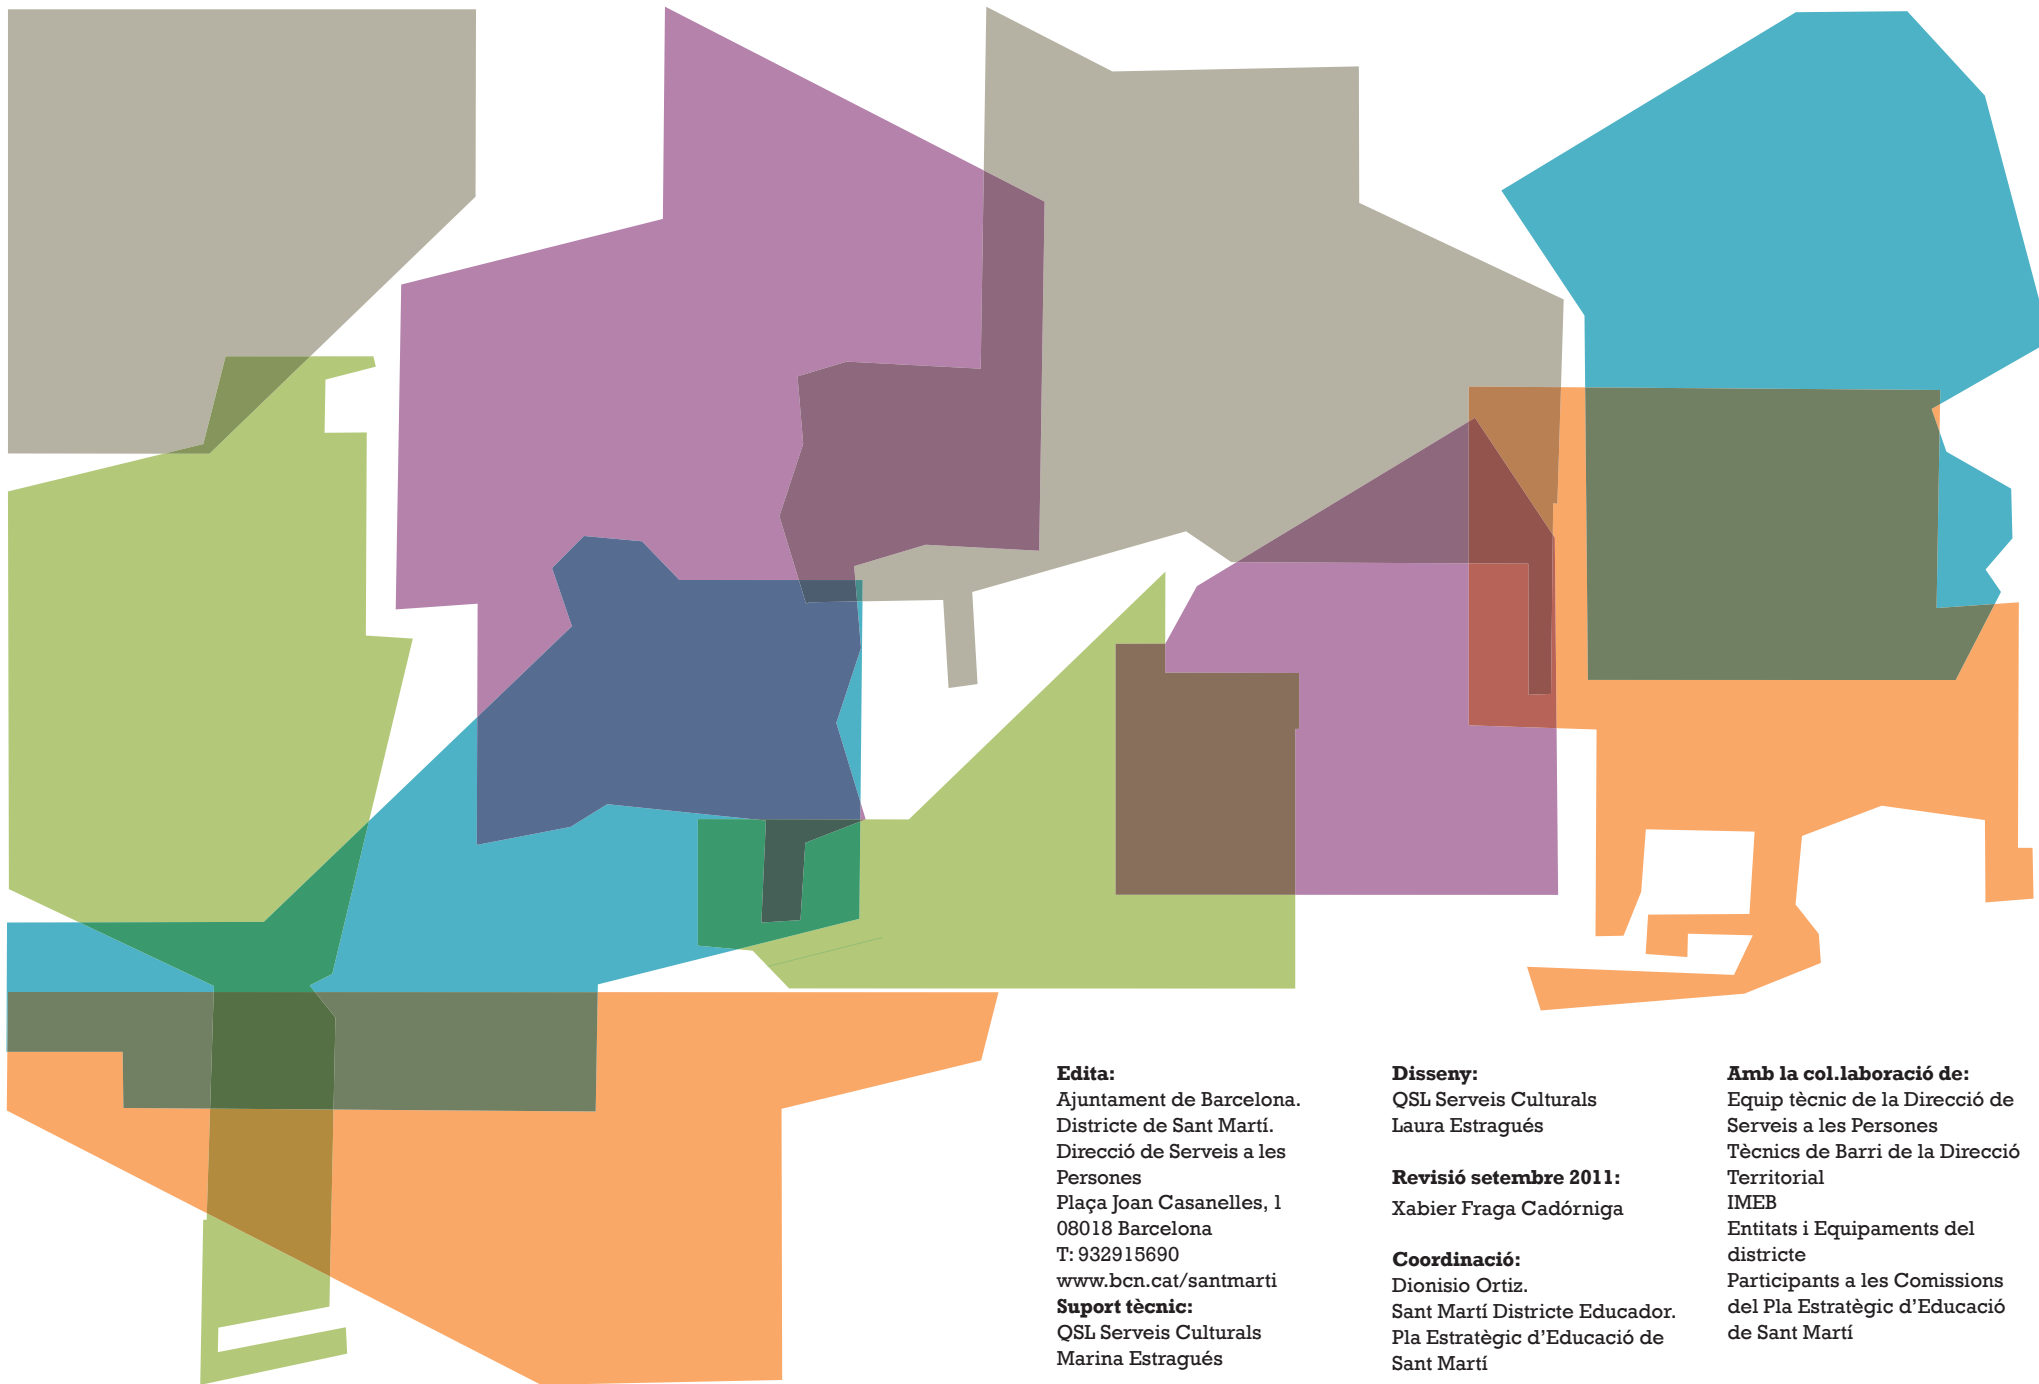 Edita:
Ajuntament de Barcelona.
Districte de Sant Martí.
Direcció de Serveis a les
Persones
Plaça Joan Casanelles, 1
08018 Barcelona
T: 932915690
www.bcn.cat/santmarti
Suport tècnic:
QSL Serveis Culturals
Marina Estragués
Disseny:
QSL Serveis Culturals
Laura Estragués
Revisió setembre 2011:
Xabier Fraga Cadórniga
Coordinació:
Dionisio Ortiz.
Sant Martí Districte Educador.
Pla Estratègic d’Educació de
Sant Martí
Amb la col.laboració de:
Equip tècnic de la Direcció de
Serveis a les Persones
Tècnics de Barri de la Direcció
Territorial
IMEB
Entitats i Equipaments del
districte
Participants a les Comissions
del Pla Estratègic d’Educació
de Sant Martí